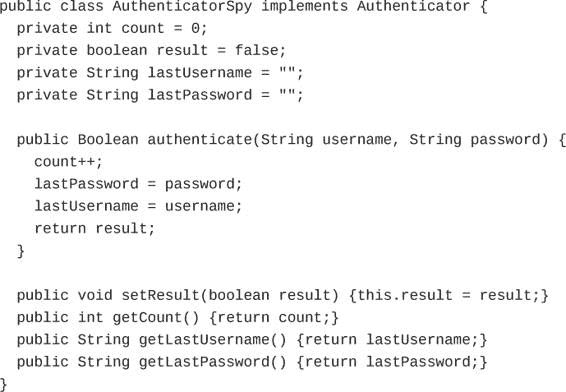 public class AuthenticatorSpy implements Authenticator {
  private int count = 0;
  private boolean result = false;
  private String lastUsername = "";
  private String lastPassword = "";

  public Boolean authenticate(String username, String password) {
    count++;
    lastPassword = password;
    lastUsername = username;
    return result;
  }

  public void setResult(boolean result) {this.result = result;}
  public int getCount() {return count;}
  public String getLastUsername() {return lastUsername;}
  public String getLastPassword() {return lastPassword;}
}